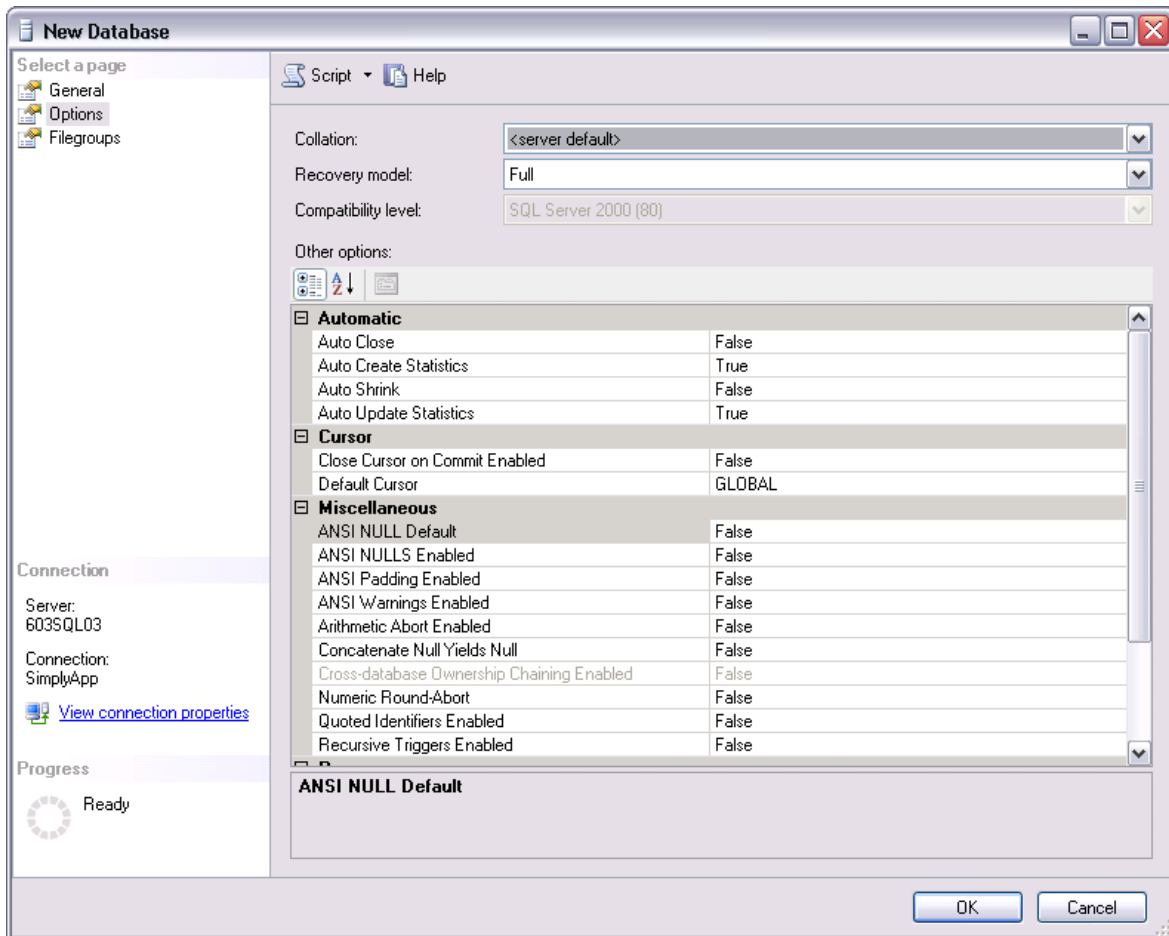 New Database
Select a page
General
Options
Filegroups
Script Help
Collation: <server default>
Recovery model: Full
Compatibility level: SQL Server 2000 (80)
Other options:
Automatic
Auto Close False
Auto Create Statistics True
Auto Shrink False
Auto Update Statistics True
Cursor
Close Cursor on Commit Enabled False
Default Cursor GLOBAL
Miscellaneous
ANSI NULL Default False
ANSI NULLS Enabled False
ANSI Padding Enabled False
ANSI Warnings Enabled False
Arithmetic Abort Enabled False
Concatenate Null Yields Null False
Cross-database Ownership Chaining Enabled False
Numeric Round-Abort False
Quoted Identifiers Enabled False
Recursive Triggers Enabled False
ANSI NULL Default
Connection
Server:
603SQL03
Connection:
SimplyApp
View connection properties
Progress
Ready
OK Cancel